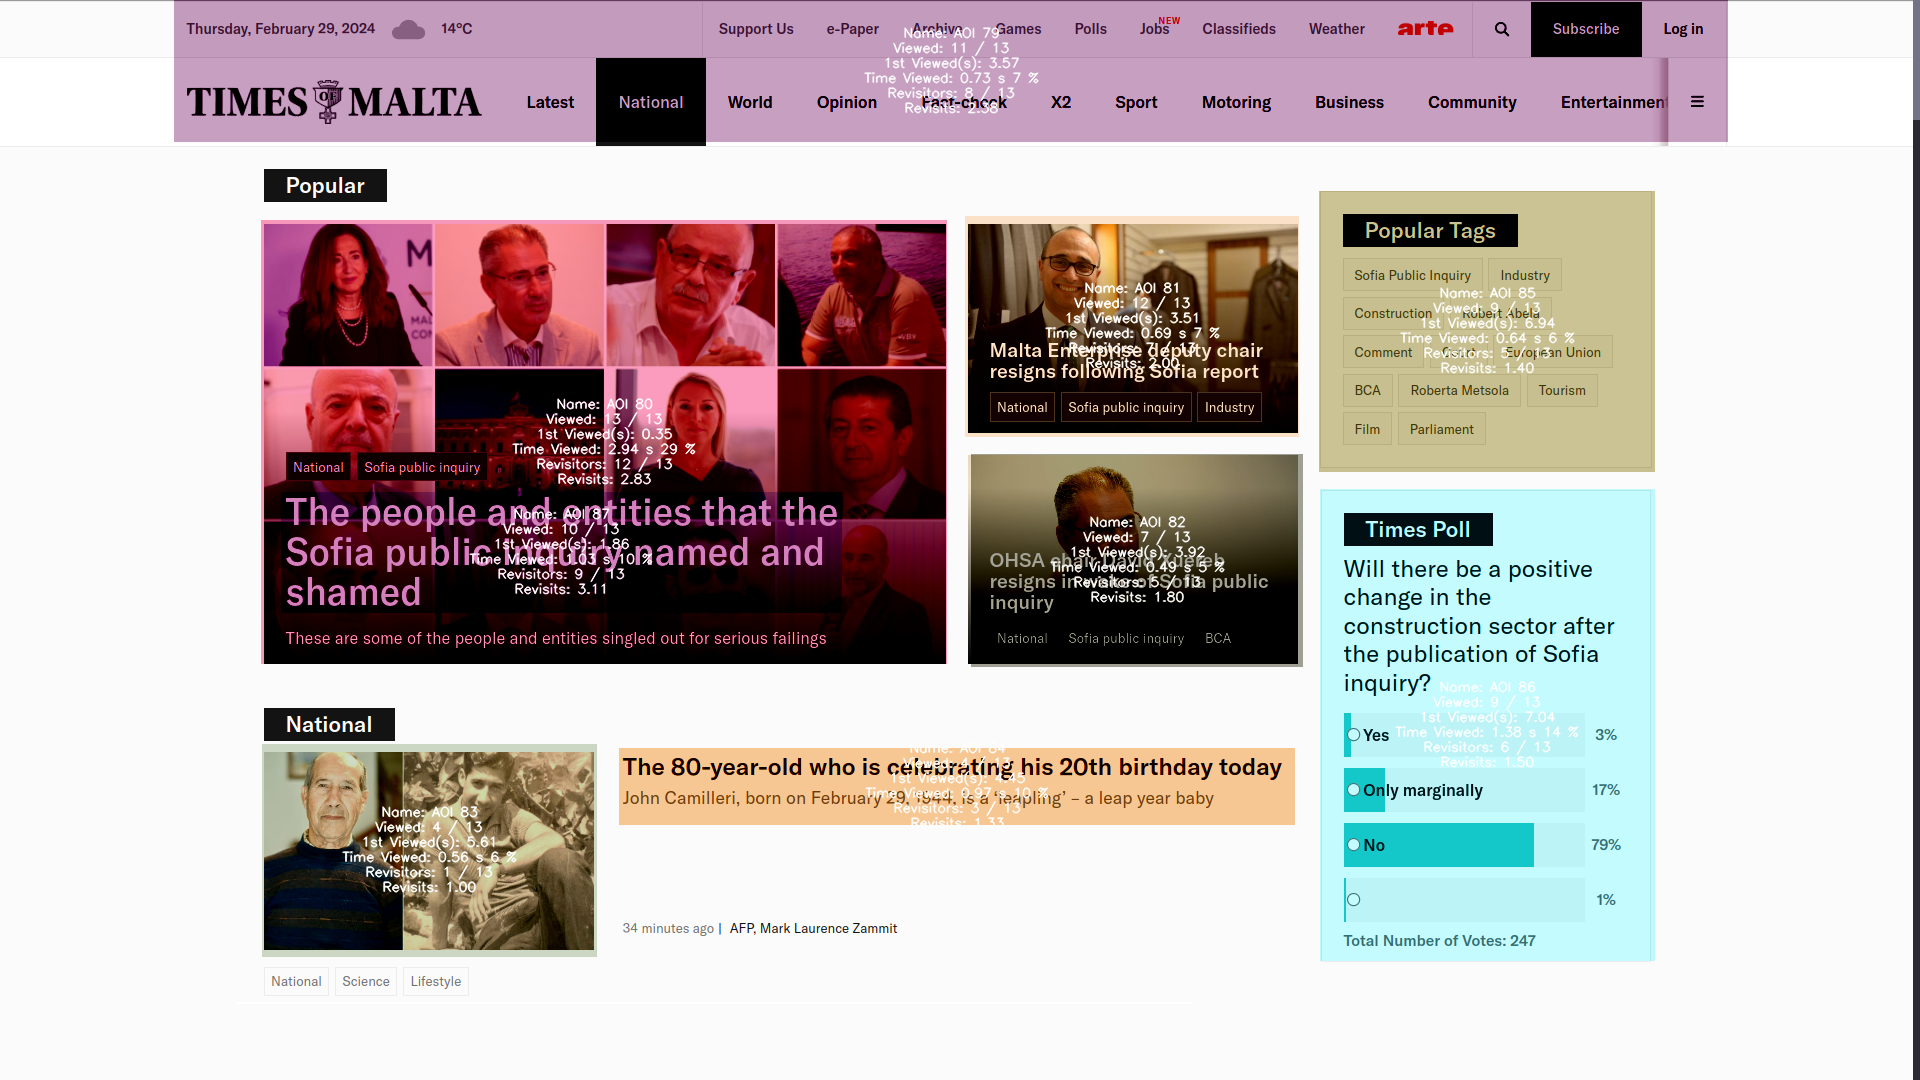 Thursday, February 29, 2024
14°C
Support Us
e-Paper
Archive
Games
Polls
Jobs
NEW
Classifieds
Weather
arte
Subscribe
Log in
Name: AOI 79
Viewed: 11 / 13
1st Viewed(s): 3.57
Time Viewed: 0.73 s 7 %
Revisitors: 8 / 13
Revisits: 2.38
TIMES OF MALTA
Latest
National
World
Opinion
Fact-check
X2
Sport
Motoring
Business
Community
Entertainment
Popular
Name: AOI 80
Viewed: 13 / 13
1st Viewed(s): 0.35
Time Viewed: 2.94 s 29 %
Revisitors: 12 / 13
Revisits: 2.83
National
Sofia public inquiry
The people and entities that the
Sofia public inquiry named and
shamed
Name: AOI 87
Viewed: 10 / 13
1st Viewed(s): 1.86
Time Viewed: 1.03 s 10 %
Revisitors: 9 / 13
Revisits: 3.11
These are some of the people and entities singled out for serious failings
Name: AOI 81
Viewed: 12 / 13
1st Viewed(s): 3.51
Time Viewed: 0.69 s 7 %
Revisitors: 7 / 13
Revisits: 2.00
Malta Enterprise deputy chair
resigns following Sofia report
National
Sofia public inquiry
Industry
Name: AOI 82
Viewed: 7 / 13
1st Viewed(s): 3.92
Time Viewed: 0.49 s 5 %
Revisitors: 5 / 13
Revisits: 1.80
OHSA chair David
resigns in wake of Sofia public
inquiry
National
Sofia public inquiry
BCA
Popular Tags
Sofia Public Inquiry
Industry
Construction
Robert Abela
Comment
European Union
BCA
Roberta Metsola
Tourism
Film
Parliament
Name: AOI 85
Viewed: 9 / 13
1st Viewed(s): 6.94
Time Viewed: 0.64 s 6 %
Revisitors: 5 / 13
Revisits: 1.40
Times Poll
Will there be a positive
change in the
construction sector after
the publication of Sofia
inquiry?
Name: AOI 86
Viewed: 9 / 13
1st Viewed(s): 7.04
Time Viewed: 1.38 s 14 %
Revisitors: 6 / 13
Revisits: 1.50
Yes
3%
Only marginally
17%
No
79%
1%
Total Number of Votes: 247
National
Name: AOI 83
Viewed: 4 / 13
1st Viewed(s): 5.61
Time Viewed: 0.56 s 6 %
Revisitors: 1 / 13
Revisits: 1.00
The 80-year-old who is celebrating his 20th birthday today
John Camilleri, born on February 29, 1944, is a 'leapling' – a leap year baby
Name: AOI 84
Viewed: 4 / 13
1st Viewed(s): 4.45
Time Viewed: 0.97 s 10 %
Revisitors: 3 / 13
Revisits: 1.33
34 minutes ago | AFP, Mark Laurence Zammit
National
Science
Lifestyle